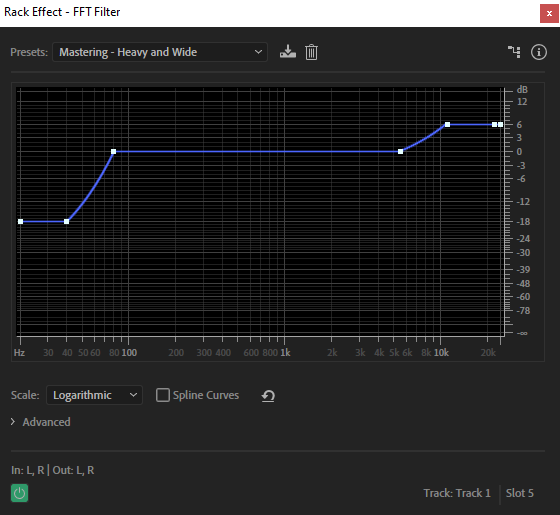 Rack Effect - FFT Filter
Presets: Mastering - Heavy and Wide
dB
12
6
3
0
-3
-6
-12
-18
-24
-30
-39
-48
-60
-78
-∞
Hz 30 40 50 60 80 100 200 300 400 600 800 1k 2k 3k 4k 5k 6k 8k 10k 20k
Scale: Logarithmic Spline Curves
Advanced
In: L, R | Out: L, R
Track: Track 1 Slot 5